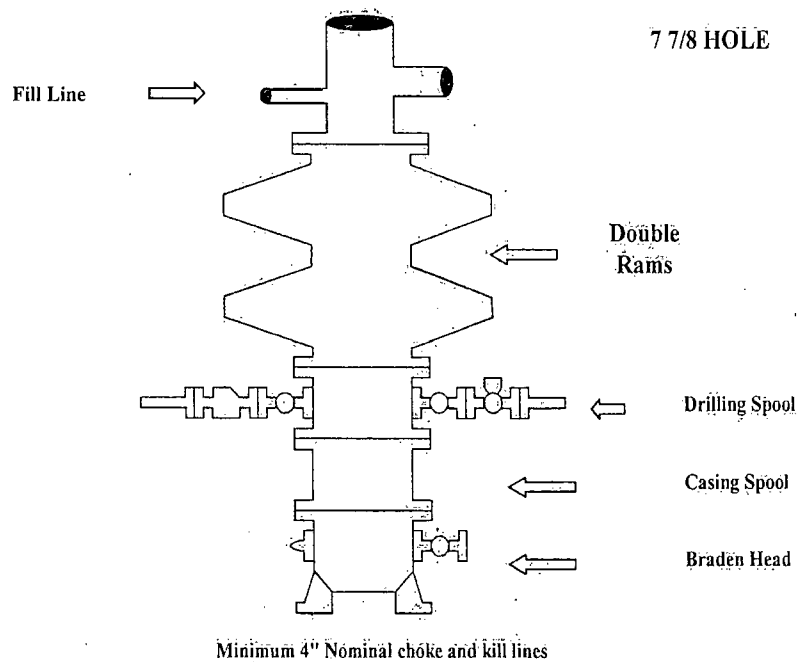 7 7/8 HOLE
Fill Line
Double
Rams
Drilling Spool
Casing Spool
Braden Head
Minimum 4" Nominal choke and kill lines